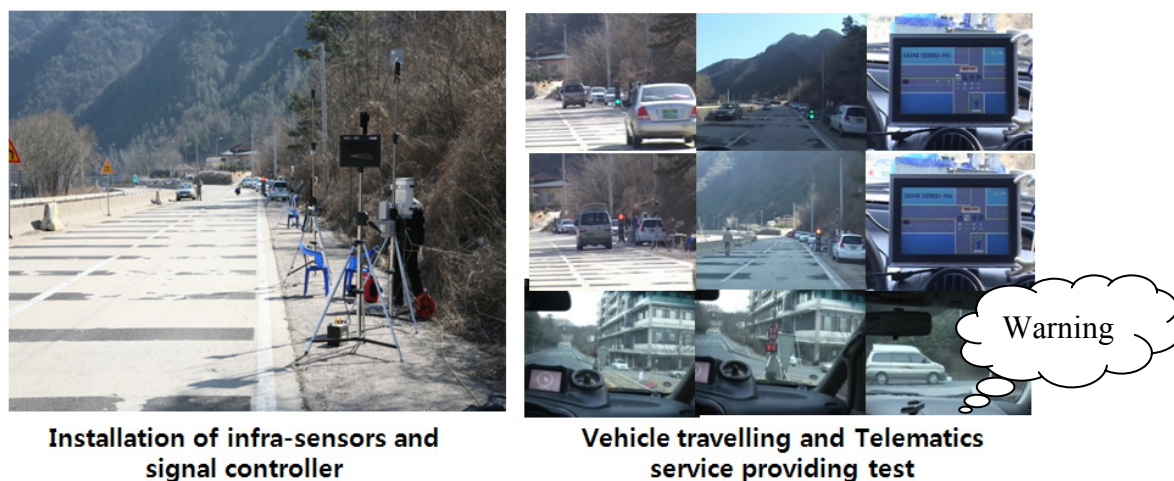 Warning
Installation of infra-sensors and
signal controller
Vehicle travelling and Telematics
service providing test